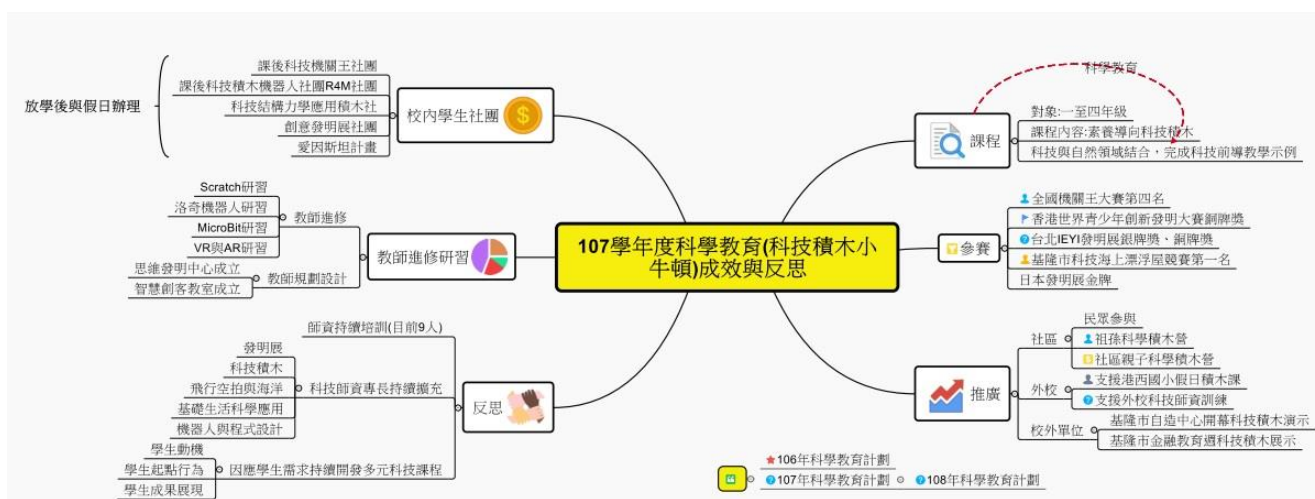 107學年度科學教育(科技積木小
牛頓)成效與反思
校內學生社團
課後科技機關王社團
課後科技積木機器人社團R4M社團
科技結構力學應用積木社
創意發明展社團
愛因斯坦計畫
放學後與假日辦理
教師進修研習
教師進修
Scratch研習
洛奇機器人研習
MicroBit研習
VR與AR研習
教師規劃設計
思維發明中心成立
智慧創客教室成立
反思
師資持續培訓(目前9人)
科技師資專長持續擴充
發明展
科技積木
飛行空拍與海洋
基礎生活科學應用
機器人與程式設計
因應學生需求持續開發多元科技課程
學生動機
學生起點行為
學生成果展現
課程
科學教育
對象:一至四年級
課程內容:素養導向科技積木
科技與自然領域結合，完成科技前導教學示例
參賽
全國機關王大賽第四名
香港世界青少年創新發明大賽銅牌獎
台北IEYI發明展銀牌獎、銅牌獎
基隆市科技海上漂浮屋競賽第一名
日本發明展金牌
推廣
社區
民眾參與
祖孫科學積木營
社區親子科學積木營
外校
支援港西國小假日積木課
支援外校科技師資訓練
校外單位
基隆市自造中心開幕科技積木演示
基隆市金融教育週科技積木展示
106年科學教育計劃
107年科學教育計劃
108年科學教育計劃